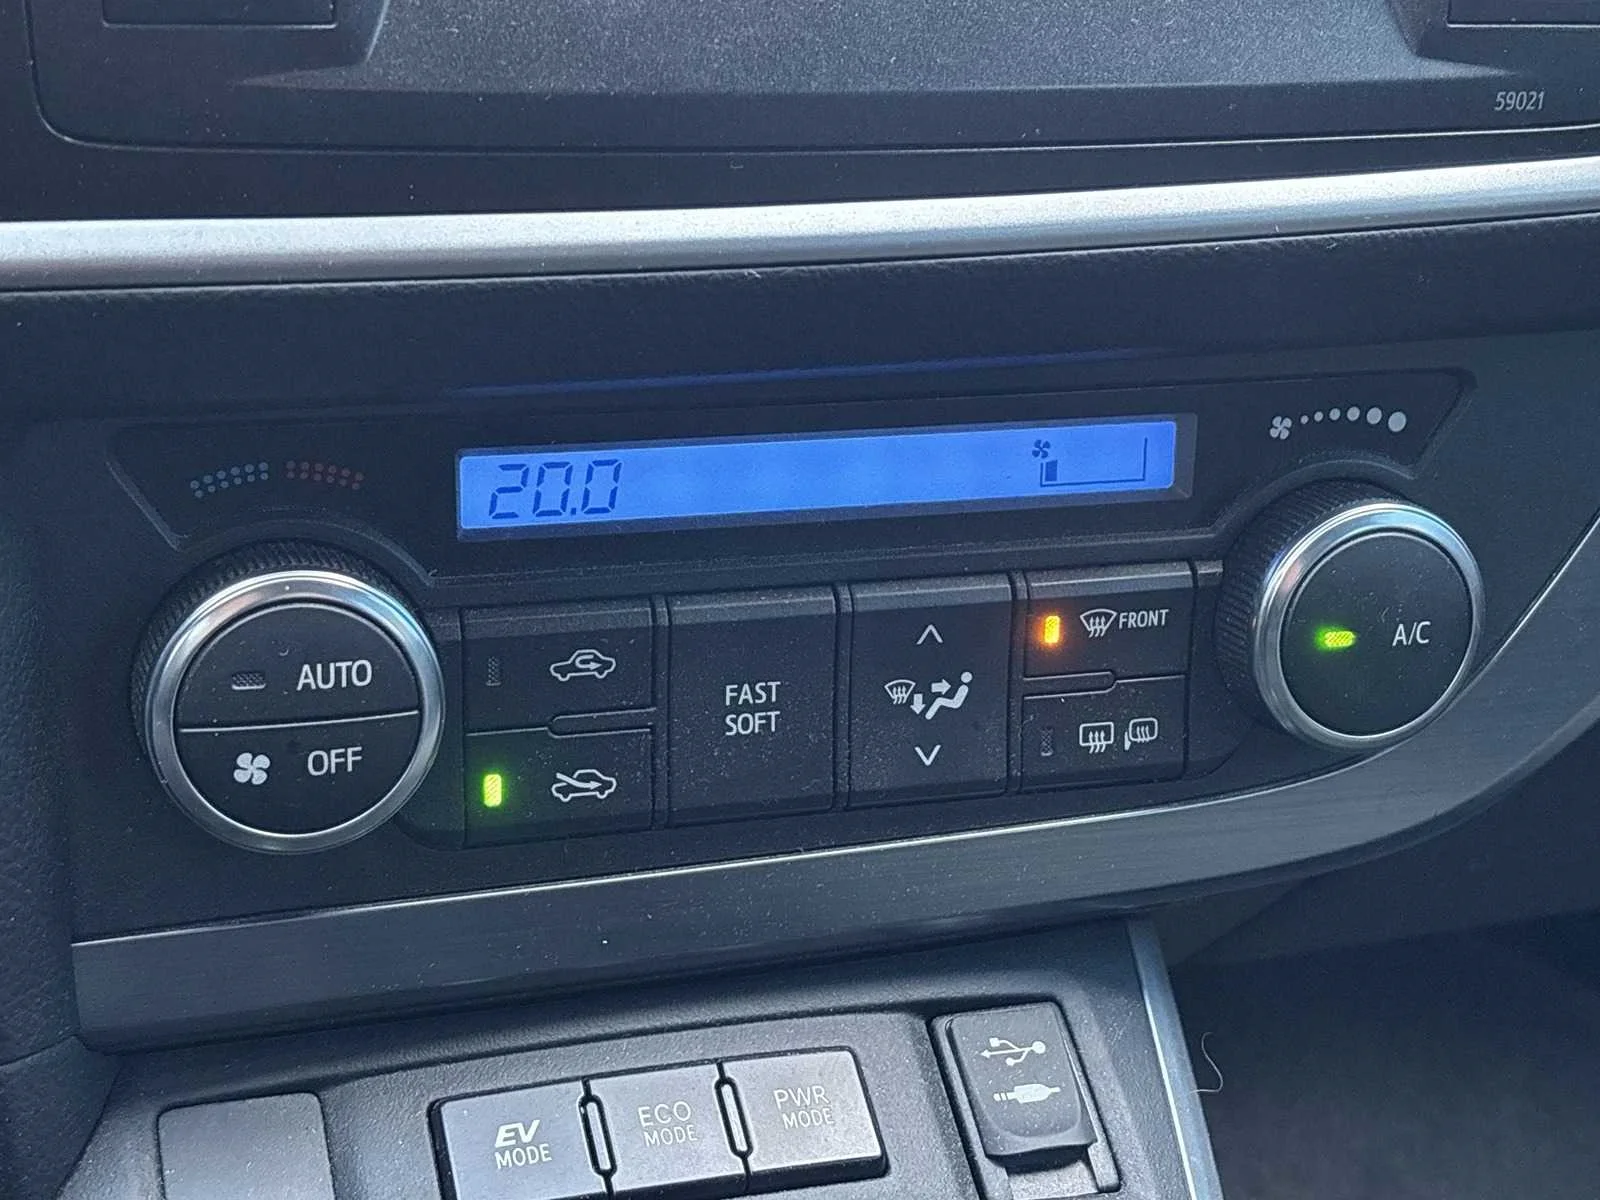 59021
20.0
AUTO
OFF
FAST
SOFT
FRONT
A/C
EV
MODE
ECO
MODE
PWR
MODE